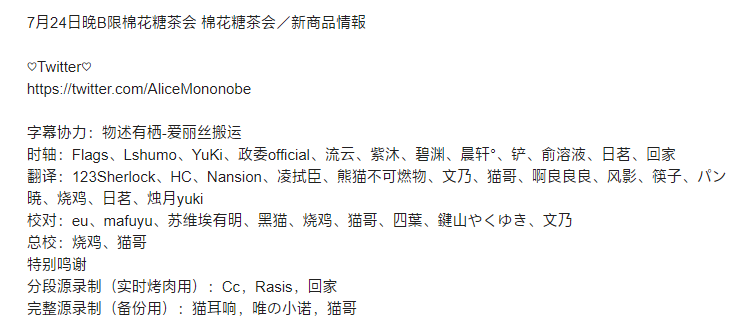 7月24日晚B限棉花糖茶会 棉花糖茶会／新商品情報
♡Twitter♡
https://twitter.com/AliceMononobe
字幕协力：物述有栖-爱丽丝搬运
时轴：Flags、Lshumo、YuKi、政委official、流云、紫沐、碧渊、晨轩°、铲、俞溶液、日茗、回家
翻译：123Sherlock、HC、Nansion、凌拭臣、熊猫不可燃物、文乃、猫哥、啊良良良、风影、筷子、パン
暁、烧鸡、日茗、烛月yuki
校对：eu、mafuyu、苏维埃有明、黑猫、烧鸡、猫哥、四葉、鍵山やくゆき、文乃
总校：烧鸡、猫哥
特别鸣谢
分段源录制（实时烤肉用）：Cc，Rasis，回家
完整源录制（备份用）：猫耳响，唯の小诺，猫哥